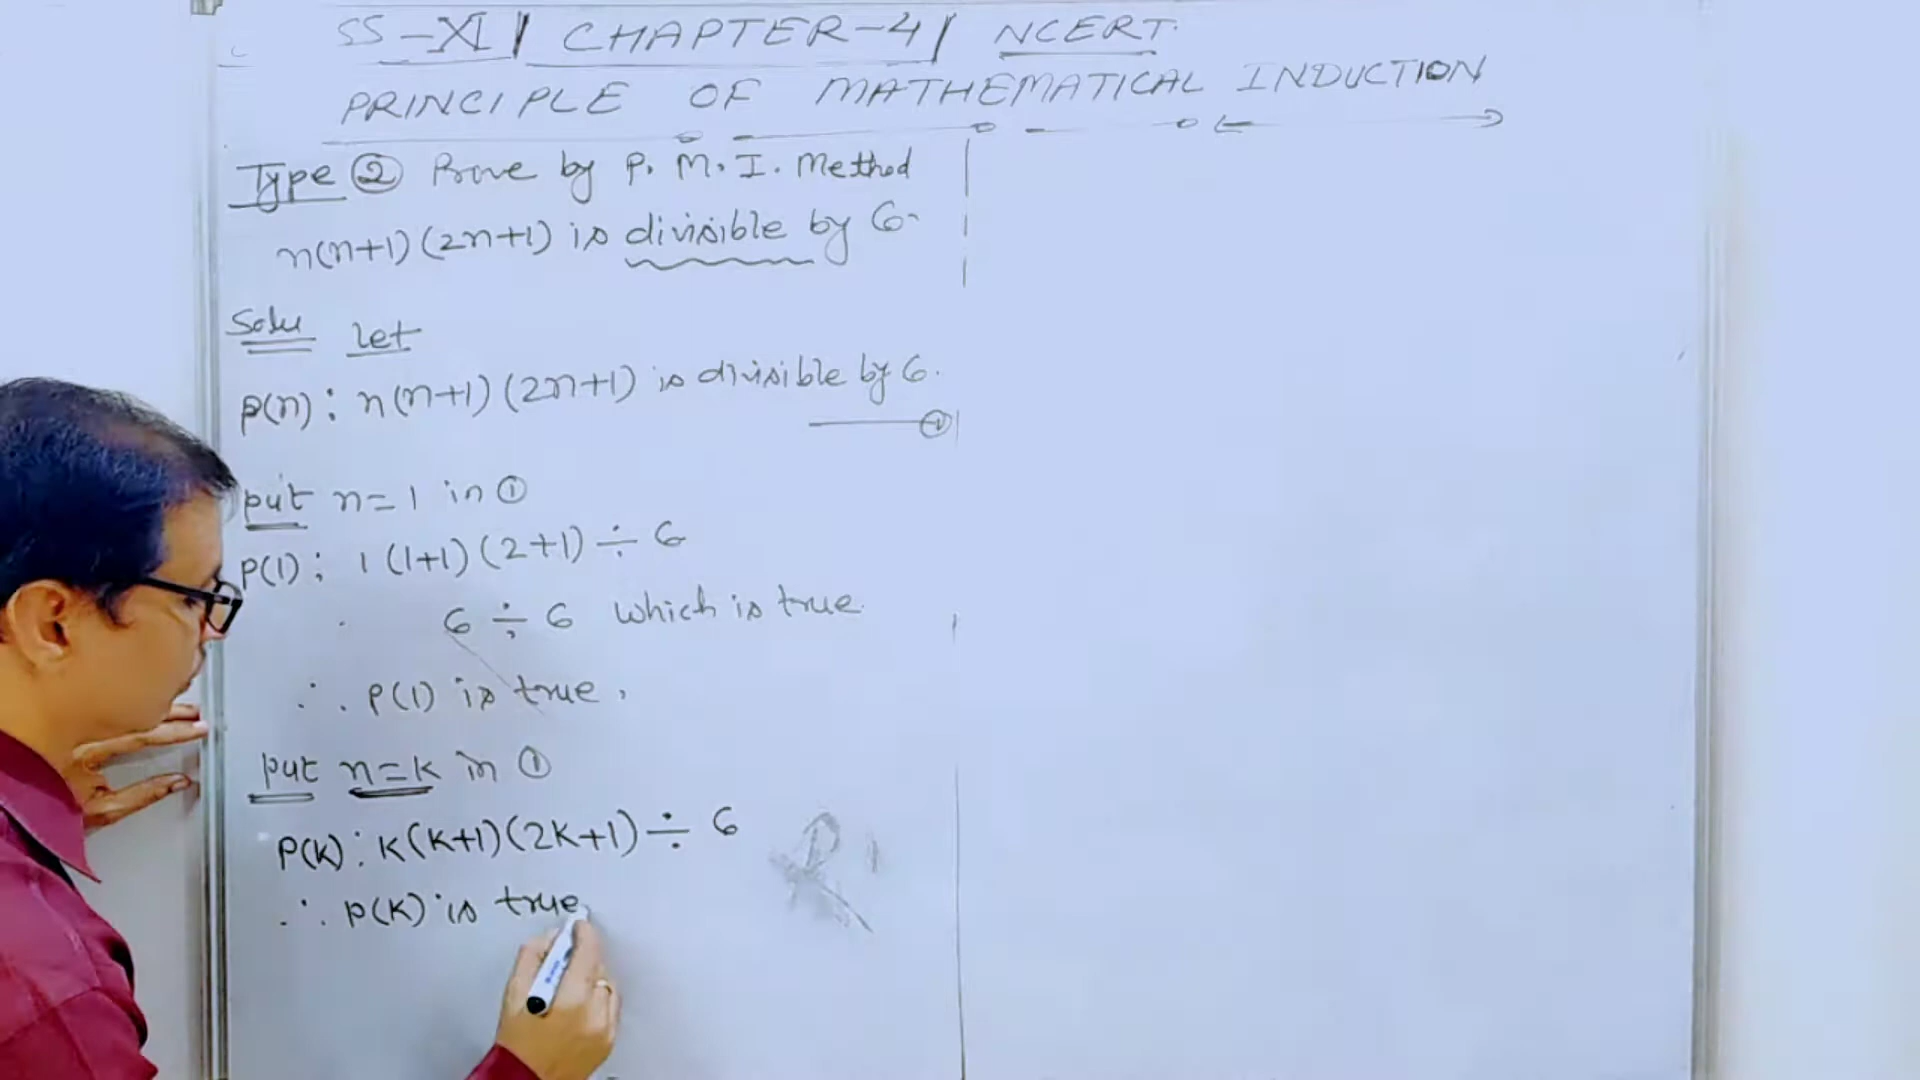 SS-XI / CHAPTER-4 / NCERT.
PRINCIPLE OF MATHEMATICAL INDUCTION
Type ② Prove by P. M. I. Method
n(n+1)(2n+1) is divisible by 6.
Solu let
P(n): n(n+1)(2n+1) is divisible by 6.
①
put n=1 in ①
P(1): 1(1+1)(2+1) ÷ 6
6 ÷ 6 which is true.
∴ P(1) is true.
put n=k in ①
P(k): k(k+1)(2k+1) ÷ 6
∴ P(k) is true